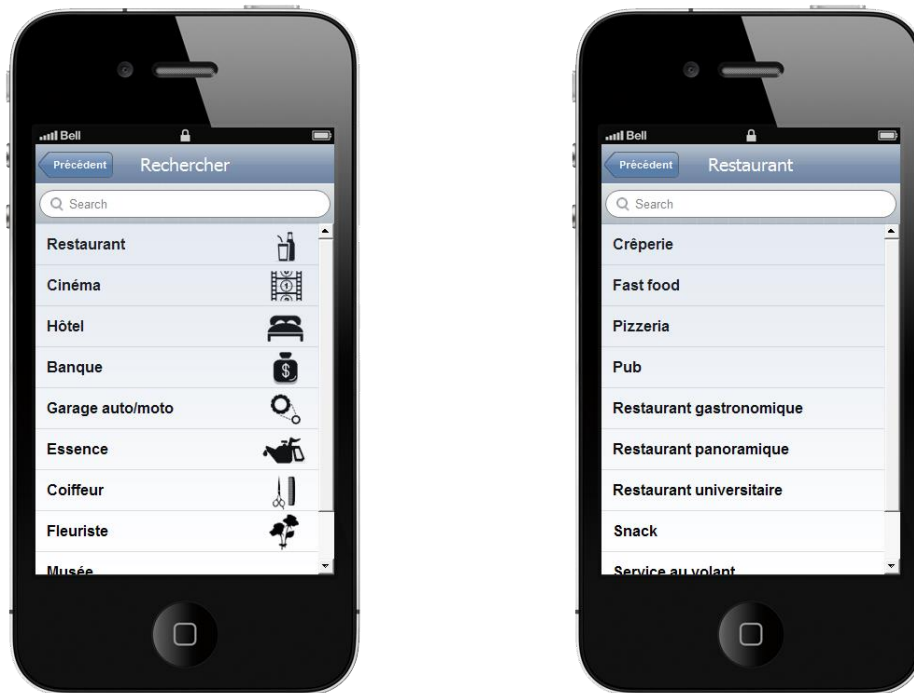 Bell
Précédent
Rechercher
Search
Restaurant
Cinéma
1
Hôtel
Banque
$
Garage auto/moto
Essence
Coiffeur
Fleuriste
Musée
Bell
Précédent
Restaurant
Search
Crêperie
Fast food
Pizzeria
Pub
Restaurant gastronomique
Restaurant panoramique
Restaurant universitaire
Snack
Service au volant